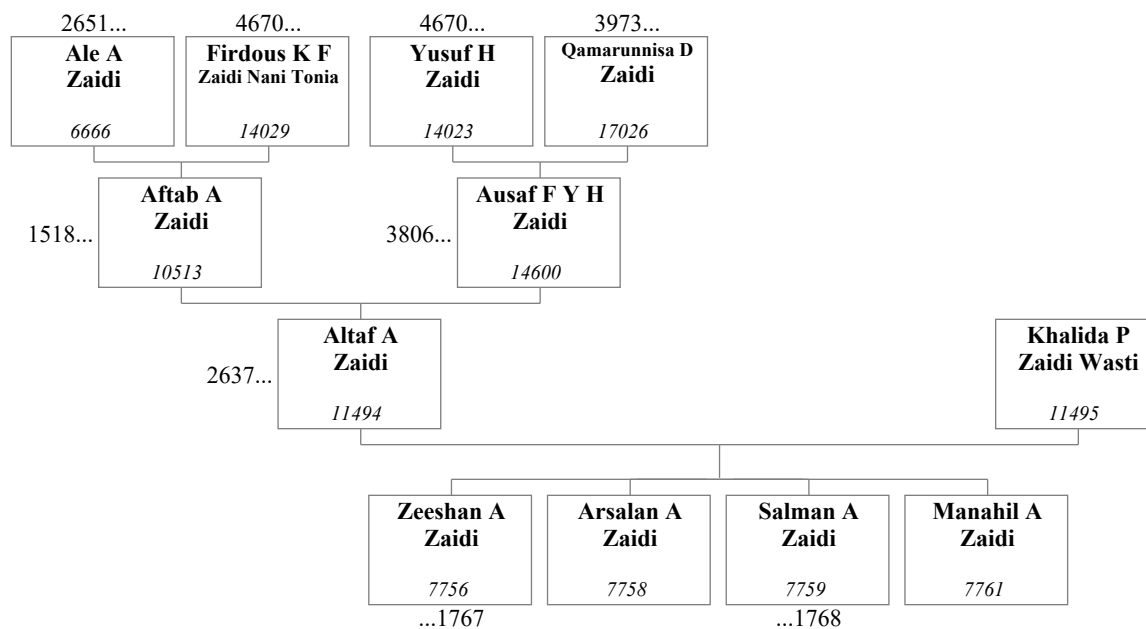 2651...
4670...
4670...
3973...
Ale A
Zaidi
6666
Firdous K F
Zaidi Nani Tonia
14029
Yusuf H
Zaidi
14023
Qamarunnisa D
Zaidi
17026
1518...
Aftab A
Zaidi
10513
3806...
Ausaf F Y H
Zaidi
14600
2637...
Altaf A
Zaidi
11494
Khalida P
Zaidi Wasti
11495
Zeeshan A
Zaidi
7756
...1767
Arsalan A
Zaidi
7758
Salman A
Zaidi
7759
...1768
Manahil A
Zaidi
7761